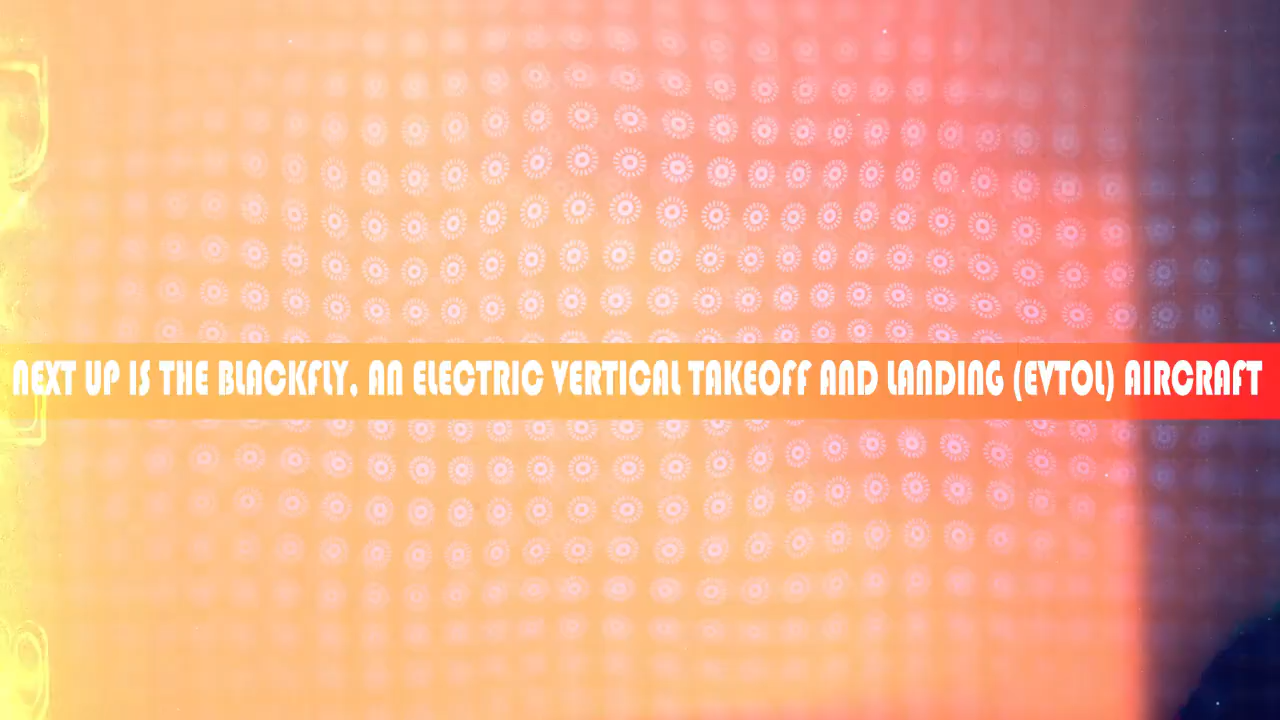 NEXT UP IS THE BLACKFLY, AN ELECTRIC VERTICAL TAKEOFF AND LANDING (EVTOL) AIRCRAFT